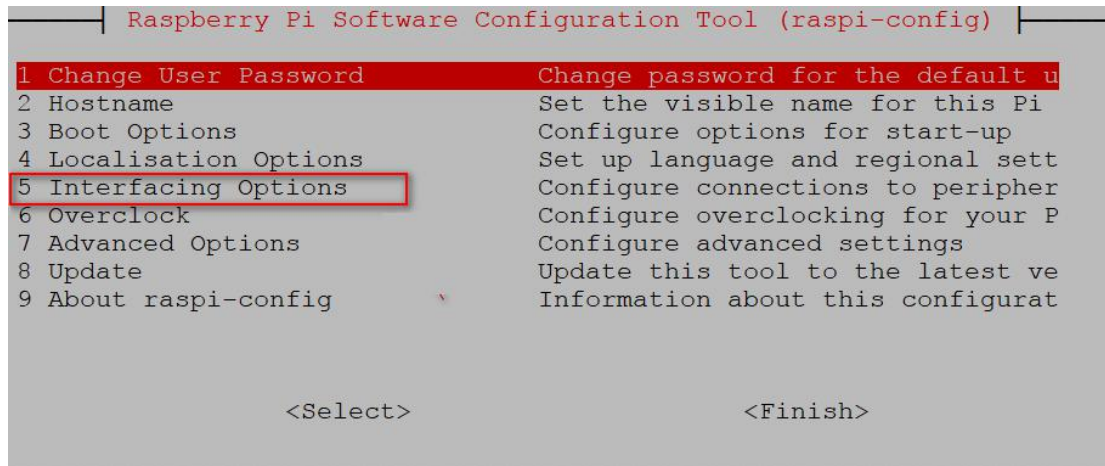 Raspberry Pi Software Configuration Tool (raspi-config)
1 Change User Password Change password for the default u
2 Hostname Set the visible name for this Pi
3 Boot Options Configure options for start-up
4 Localisation Options Set up language and regional sett
5 Interfacing Options Configure connections to peripher
6 Overclock Configure overclocking for your P
7 Advanced Options Configure advanced settings
8 Update Update this tool to the latest ve
9 About raspi-config Information about this configurat
<Select> <Finish>